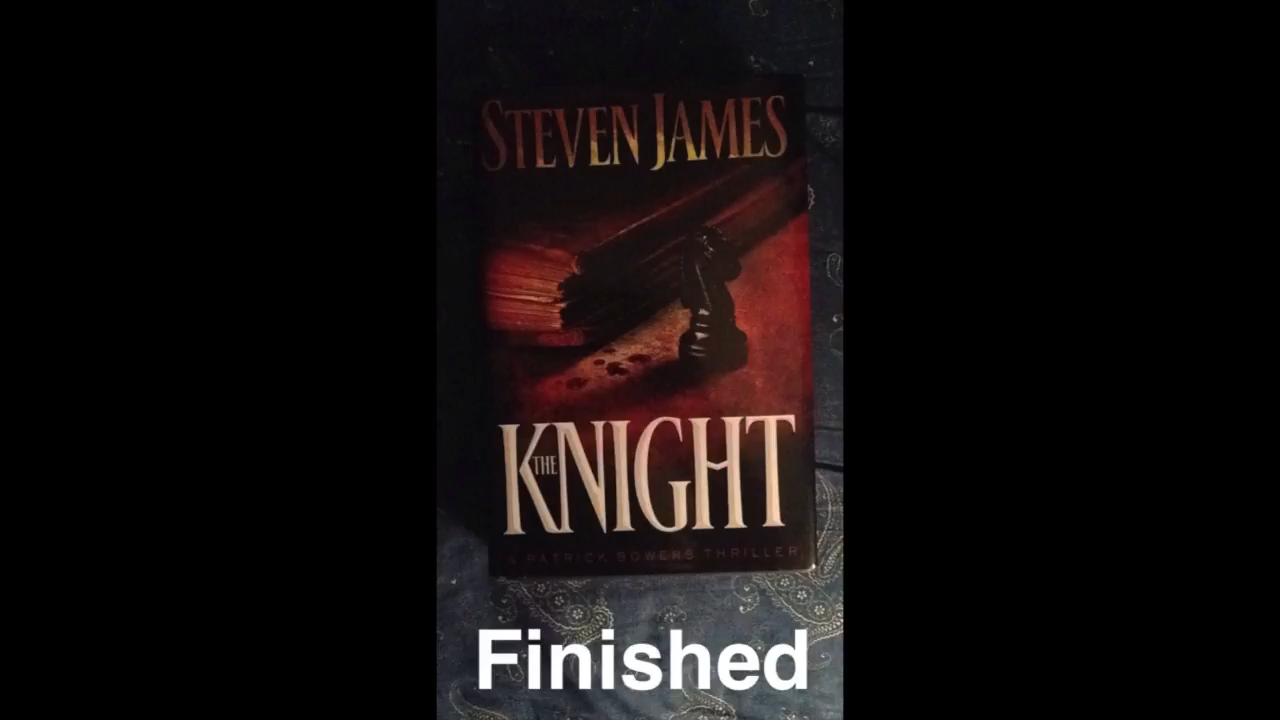 STEVEN JAMES
THE
KNIGHT
A PATRICK BOWERS THRILLER
Finished